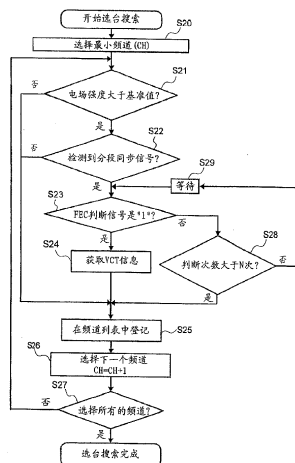 开始选台搜索
S20
选择最小频道(CH)
S21
否
电场强度大于基准值?
是
S22
否
检测到分段同步信号?
S29
S23
是
等待
FEC判断信号是"1"?
否
S28
S24
是
获取VCT信息
判断次数大于N次?
否
是
在频道列表中登记
S25
S26
选择下一个频道
CH=CH+1
S27
否
选择所有的频道?
是
选台搜索完成